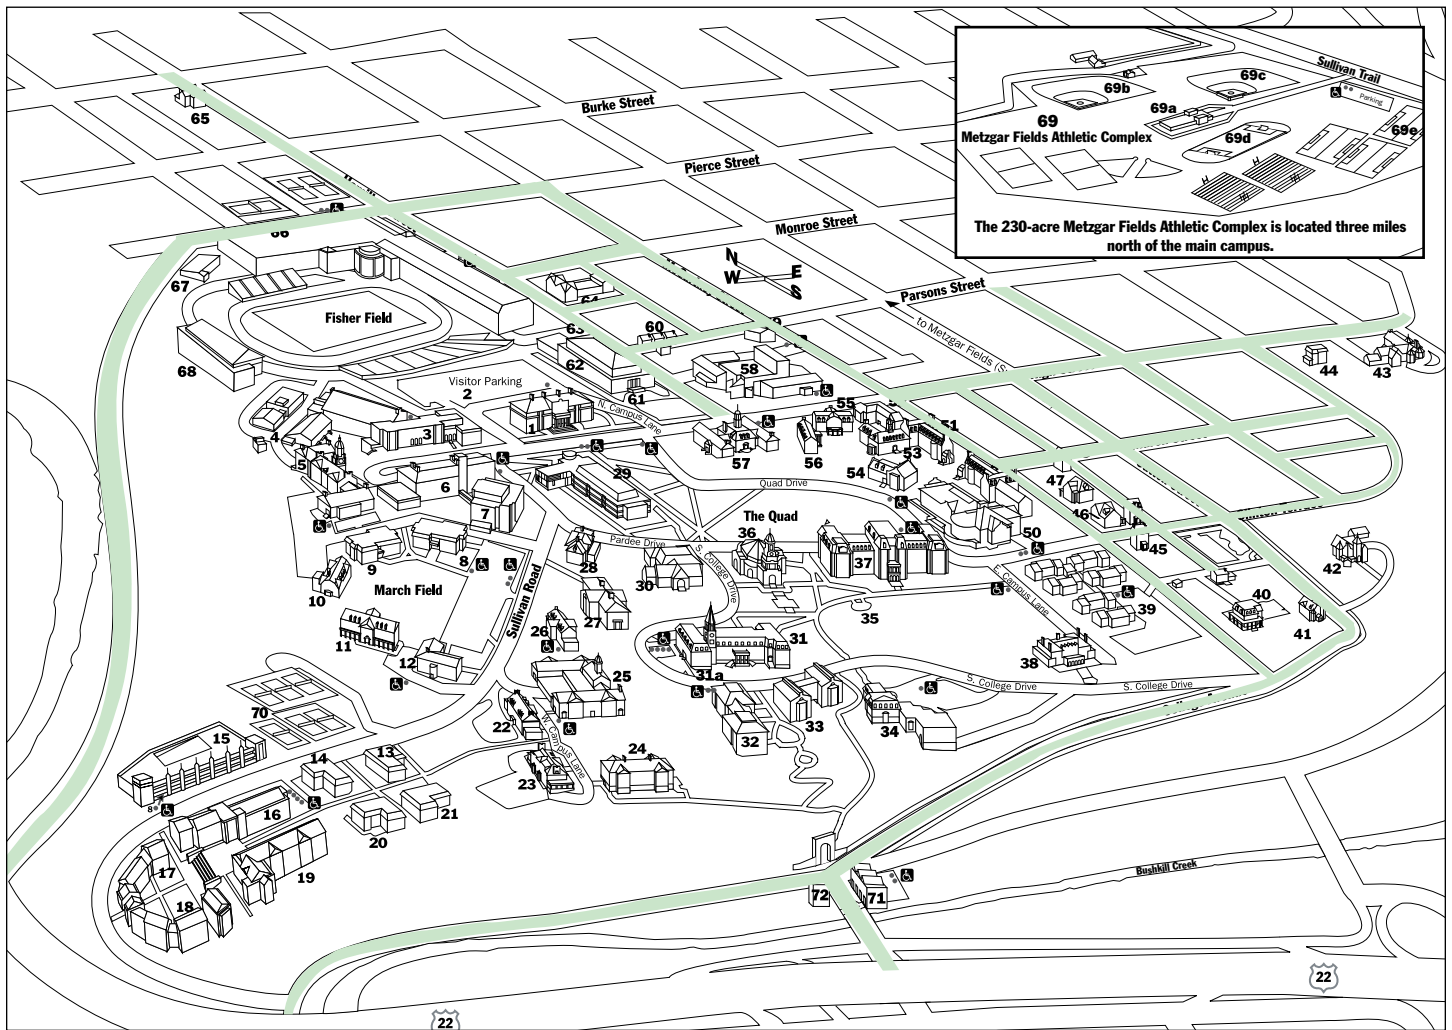 Sullivan Trail
69c
69b
Parking
69a
69
69e
Metzgar Fields Athletic Complex
69d
The 230-acre Metzgar Fields Athletic Complex is located three miles
north of the main campus.
65
Burke Street
Pierce Street
Monroe Street
N
W
E
S
Parsons Street
to Metzgar Fields (S
66
67
64
Fisher Field
63
60
62
58
68
44
43
Visitor Parking
2
61
N. Campus Lane
55
51
1
4
3
57
56
53
54
5
6
29
47
Quad Drive
7
The Quad
46
36
50
Pardee Drive
45
8
28
S. College Drive
37
42
9
30
10
March Field
Sullivan Road
E. Campus Lane
39
40
35
27
26
41
11
31
12
38
31a
25
S. College Drive
S. College Drive
70
22
W. Campus Lane
33
34
15
32
14
13
24
23
8
16
21
20
19
17
18
Bushkill Creek
72
71
22
22